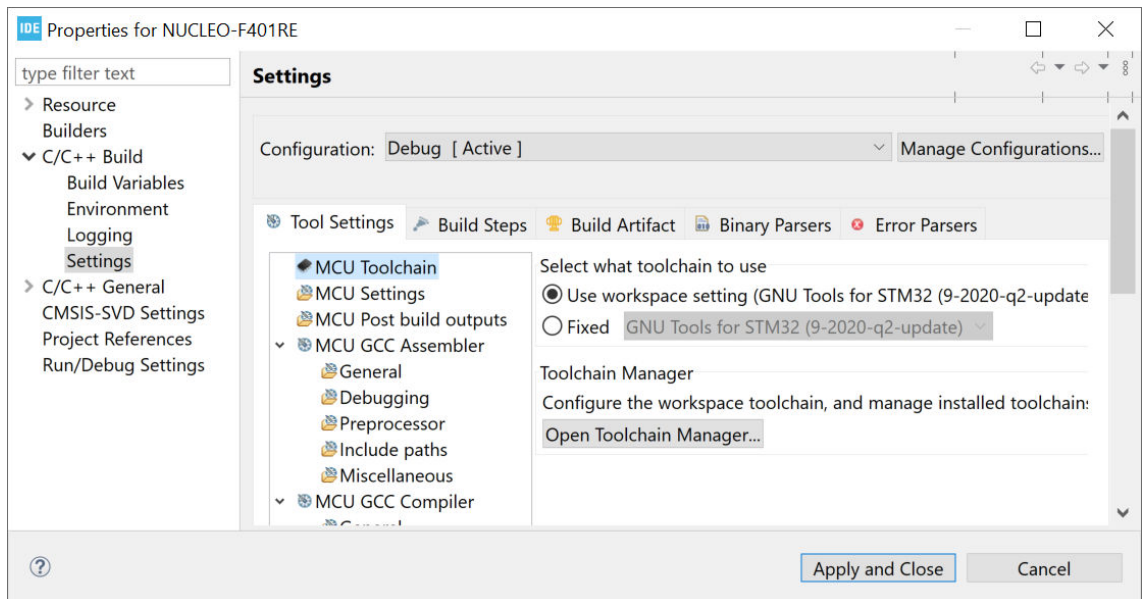 IDE Properties for NUCLEO-F401RE
type filter text
Resource
Builders
C/C++ Build
Build Variables
Environment
Logging
Settings
C/C++ General
CMSIS-SVD Settings
Project References
Run/Debug Settings
Settings
Configuration: Debug [ Active ] Manage Configurations...
Tool Settings Build Steps Build Artifact Binary Parsers Error Parsers
MCU Toolchain
MCU Settings
MCU Post build outputs
MCU GCC Assembler
General
Debugging
Preprocessor
Include paths
Miscellaneous
MCU GCC Compiler
Select what toolchain to use
Use workspace setting (GNU Tools for STM32 (9-2020-q2-update
Fixed GNU Tools for STM32 (9-2020-q2-update)
Toolchain Manager
Configure the workspace toolchain, and manage installed toolchains
Open Toolchain Manager...
Apply and Close Cancel